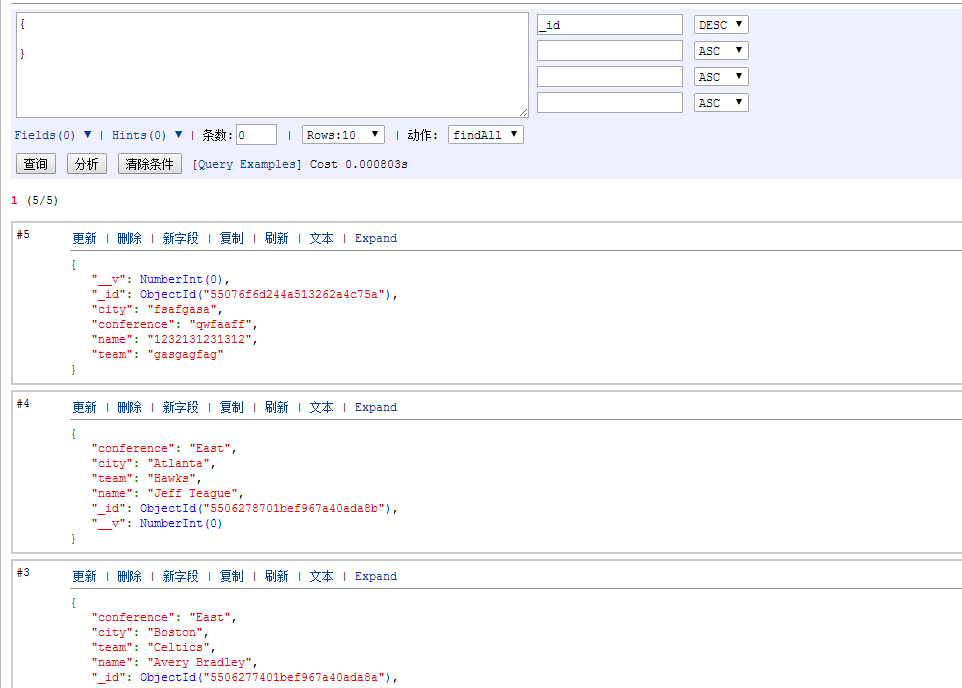 {
}
_id DESC ▼
ASC ▼
ASC ▼
ASC ▼
Fields(0) ▼ | Hints(0) ▼ | 条数: 0 | Rows:10 ▼ | 动作: findAll ▼
查询 分析 清除条件 [Query Examples] Cost 0.000803s
1 (5/5)
#5 更新 | 删除 | 新字段 | 复制 | 刷新 | 文本 | Expand
{
"__v": NumberInt(0),
"_id": ObjectId("55076f6d244a513262a4c75a"),
"city": "fsafgasa",
"conference": "qwfaaff",
"name": "1232131231312",
"team": "gasgagfag"
}
#4 更新 | 删除 | 新字段 | 复制 | 刷新 | 文本 | Expand
{
"conference": "East",
"city": "Atlanta",
"team": "Hawks",
"name": "Jeff Teague",
"_id": ObjectId("5506278701bef967a40ada8b"),
"__v": NumberInt(0)
}
#3 更新 | 删除 | 新字段 | 复制 | 刷新 | 文本 | Expand
{
"conference": "East",
"city": "Boston",
"team": "Celtics",
"name": "Avery Bradley",
"_id": ObjectId("5506277401bef967a40ada8a"),